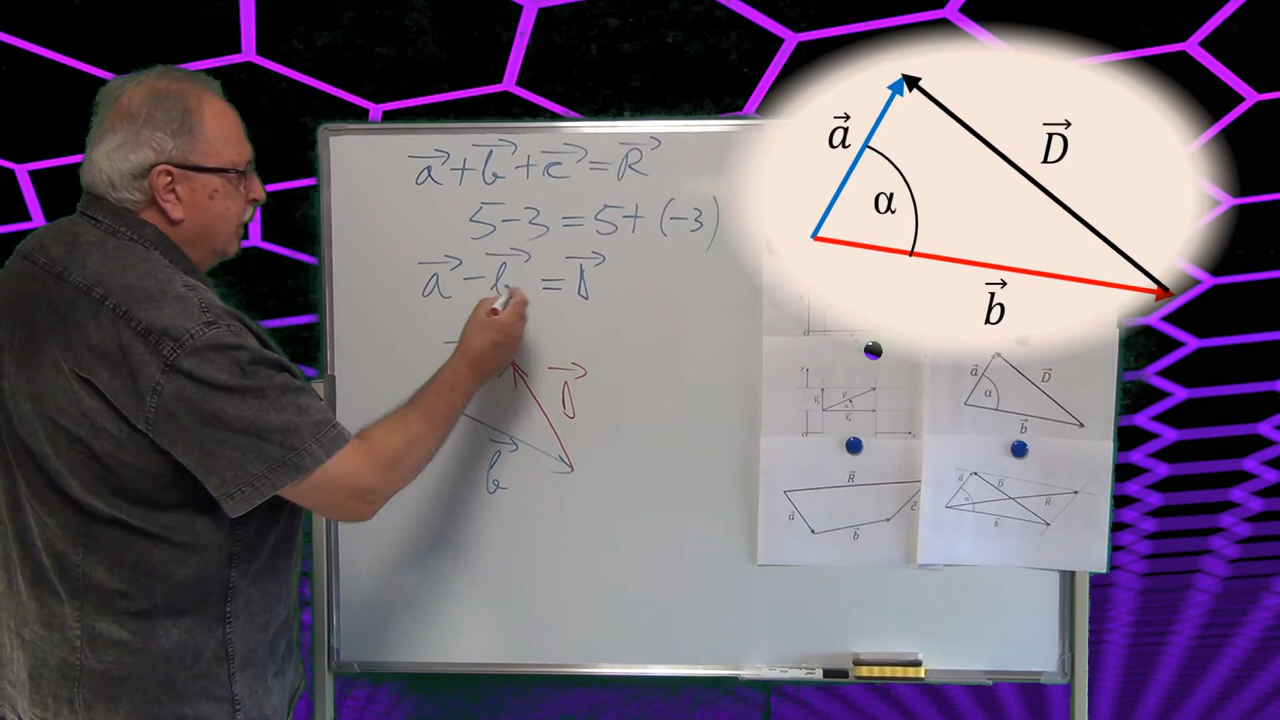 a⃗ + b⃗ + c⃗ = R⃗
5 - 3 = 5 + (-3)
a⃗ - b⃗ = D⃗
D⃗
b⃗
a⃗
D⃗
α
b⃗
a⃗
D⃗
α
b⃗
R⃗
a⃗
c⃗
b⃗
a⃗
D⃗
α
R⃗
b⃗